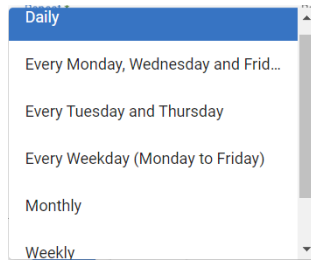 Daily
Every Monday, Wednesday and Frid...
Every Tuesday and Thursday
Every Weekday (Monday to Friday)
Monthly
Weekly